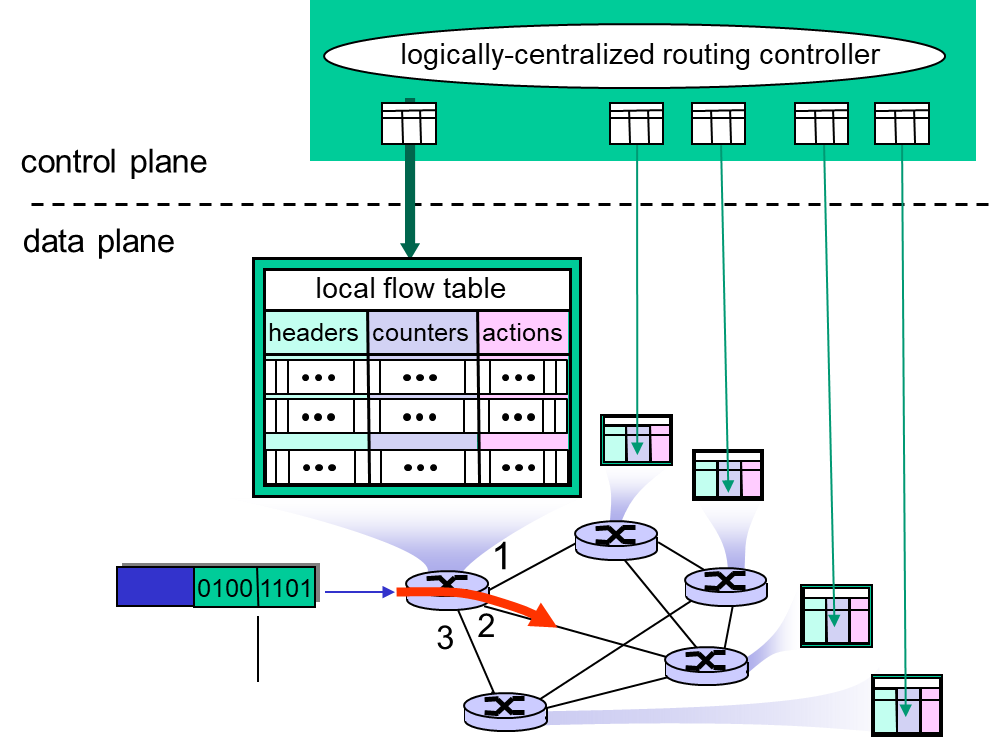 logically-centralized routing controller
control plane
data plane
local flow table
headers counters actions
1
0100 1101
2
3